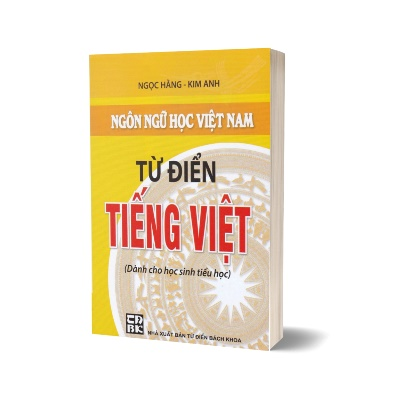 NGỌC HẰNG - KIM ANH
NGÔN NGỮ HỌC VIỆT NAM
TỪ ĐIỂN
TIẾNG VIỆT
(Dành cho học sinh tiểu học)
NHÀ XUẤT BẢN TỪ ĐIỂN BÁCH KHOA